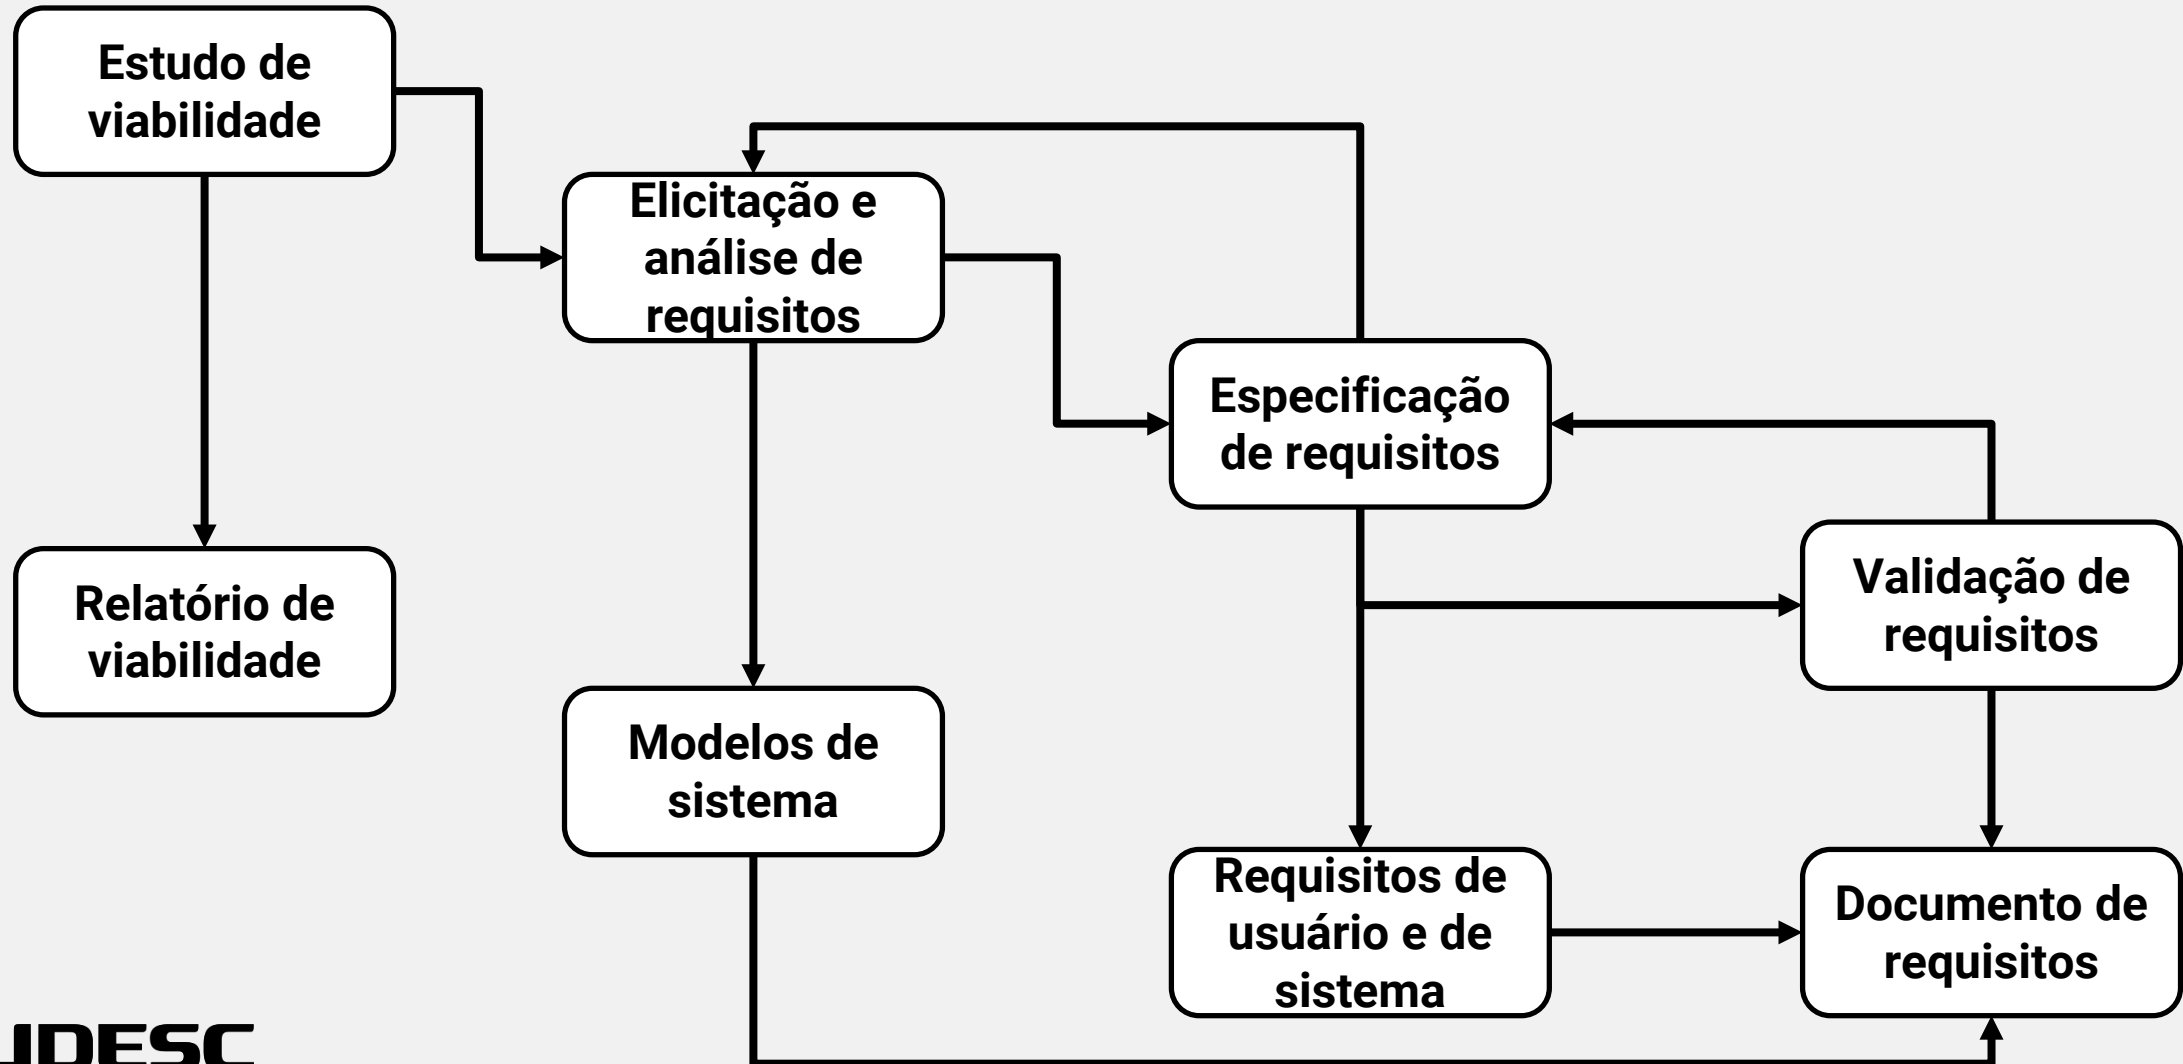 Estudo de
viabilidade
Elicitação e
análise de
requisitos
Especificação
de requisitos
Validação de
requisitos
Relatório de
viabilidade
Modelos de
sistema
Requisitos de
usuário e de
sistema
Documento de
requisitos
UDESC